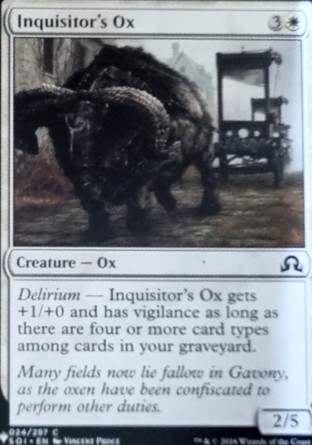 Inquisitor's Ox 3
Creature — Ox
Delirium — Inquisitor's Ox gets
+1/+0 and has vigilance as long as
there are four or more card types
among cards in your graveyard.
Many fields now lie fallow in Gavony,
as the oxen have been confiscated to
perform other duties.
2/5
024/297 C
SOI • EN Vincent Proce
™ & © 2016 Wizards of the Coast